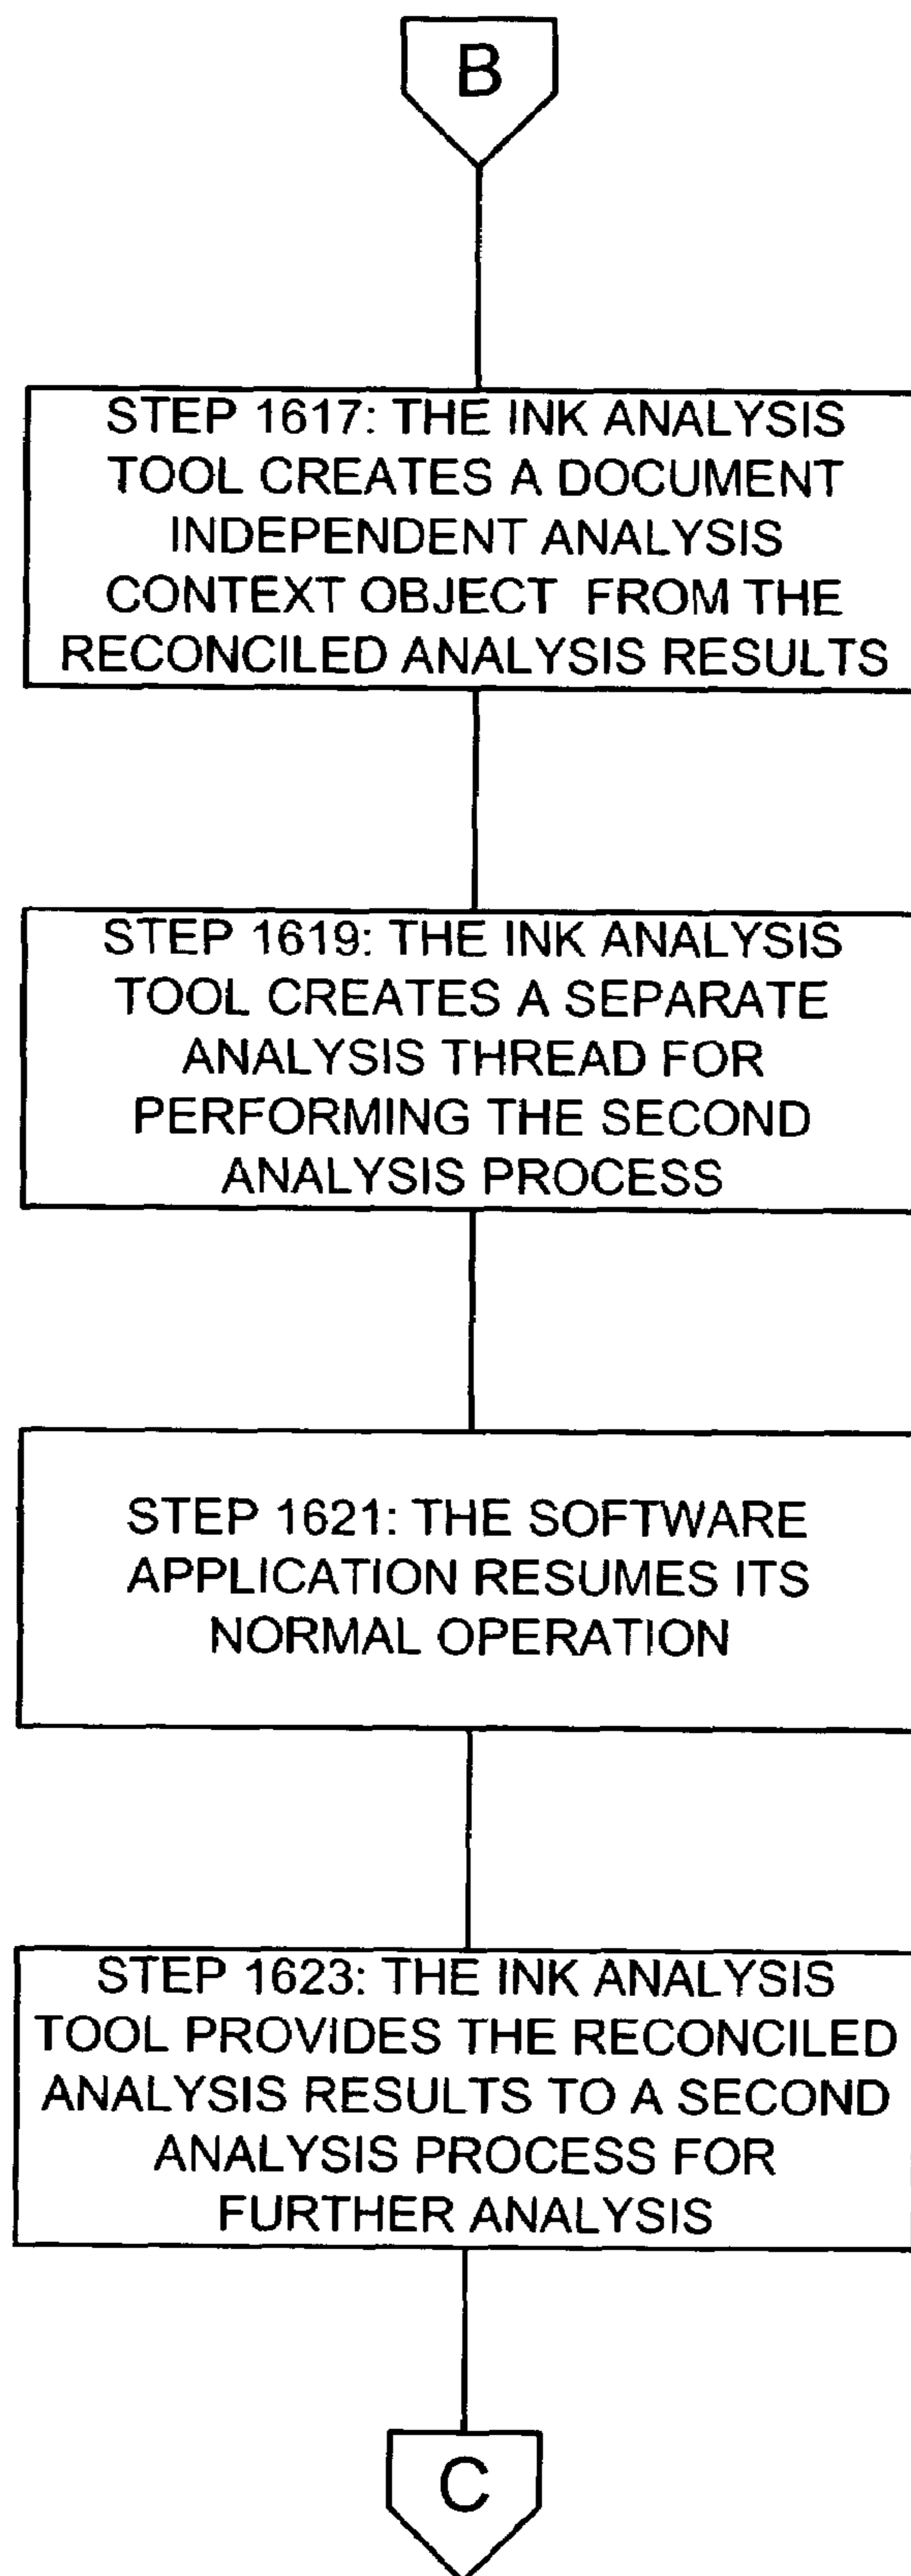 B
STEP 1617: THE INK ANALYSIS
TOOL CREATES A DOCUMENT
INDEPENDENT ANALYSIS
CONTEXT OBJECT FROM THE
RECONCILED ANALYSIS RESULTS
STEP 1619: THE INK ANALYSIS
TOOL CREATES A SEPARATE
ANALYSIS THREAD FOR
PERFORMING THE SECOND
ANALYSIS PROCESS
STEP 1621: THE SOFTWARE
APPLICATION RESUMES ITS
NORMAL OPERATION
STEP 1623: THE INK ANALYSIS
TOOL PROVIDES THE RECONCILED
ANALYSIS RESULTS TO A SECOND
ANALYSIS PROCESS FOR
FURTHER ANALYSIS
C